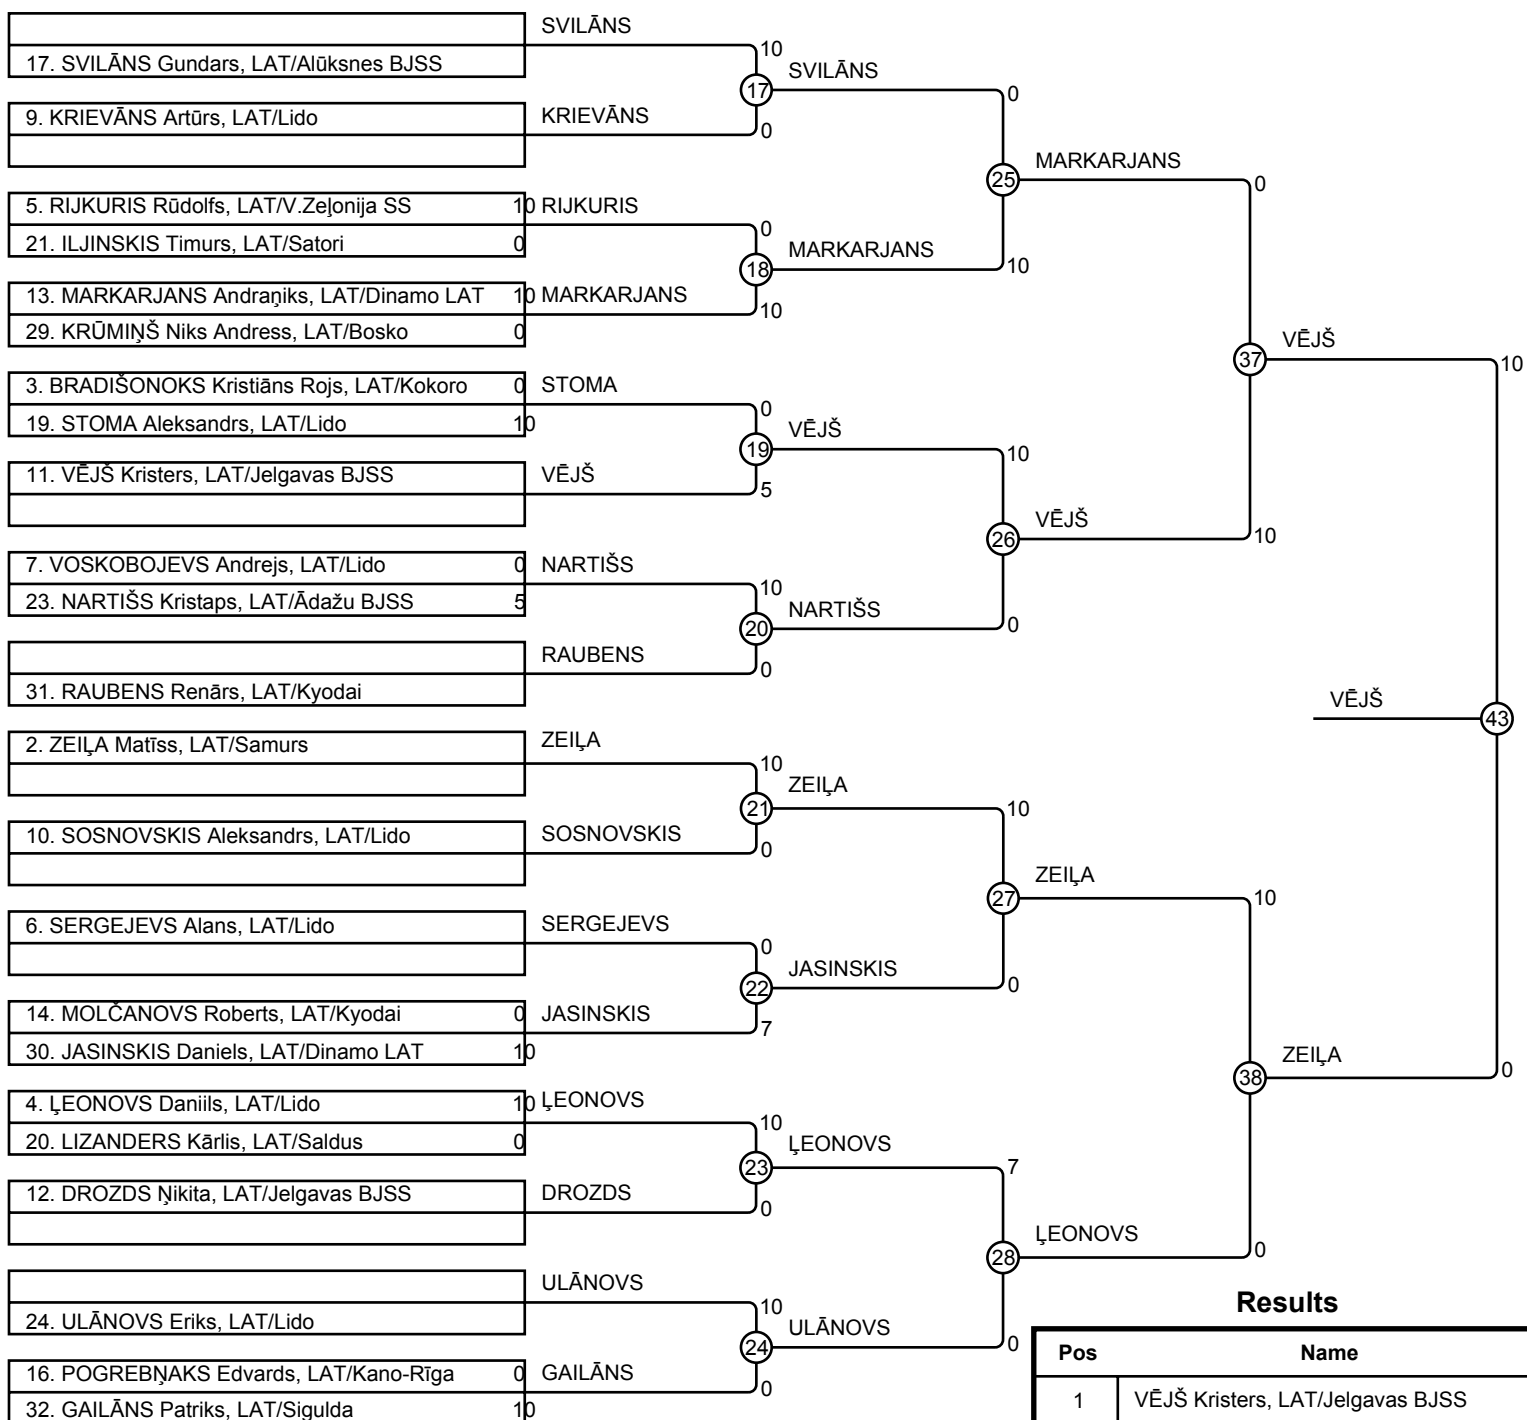 SVILĀNS
17. SVILĀNS Gundars, LAT/Alūksnes BJSS
10
17
SVILĀNS
0
9. KRIEVĀNS Artūrs, LAT/Lido
KRIEVĀNS
0
25
MARKARJANS
0
5. RIJKURIS Rūdolfs, LAT/V.Zeļonija SS 10
RIJKURIS
21. ILJINSKIS Timurs, LAT/Satori 0
0
18
MARKARJANS
10
13. MARKARJANS Andraņiks, LAT/Dinamo LAT 10
MARKARJANS
29. KRŪMIŅŠ Niks Andress, LAT/Bosko 0
10
37
VĒJŠ
10
3. BRADIŠONOKS Kristiāns Rojs, LAT/Kokoro 0
STOMA
19. STOMA Aleksandrs, LAT/Lido 10
0
19
VĒJŠ
10
11. VĒJŠ Kristers, LAT/Jelgavas BJSS
VĒJŠ
5
26
VĒJŠ
10
7. VOSKOBOJEVS Andrejs, LAT/Lido 0
NARTIŠS
23. NARTIŠS Kristaps, LAT/Ādažu BJSS 5
10
20
NARTIŠS
0
RAUBENS
31. RAUBENS Renārs, LAT/Kyodai
0
VĒJŠ
43
2. ZEIĻA Matīss, LAT/Samurs
ZEIĻA
10
21
ZEIĻA
10
10. SOSNOVSKIS Aleksandrs, LAT/Lido
SOSNOVSKIS
0
27
ZEIĻA
10
6. SERGEJEVS Alans, LAT/Lido
SERGEJEVS
0
22
JASINSKIS
0
14. MOLČANOVS Roberts, LAT/Kyodai 0
JASINSKIS
30. JASINSKIS Daniels, LAT/Dinamo LAT 10
7
38
ZEIĻA
0
4. ĻEONOVS Daniils, LAT/Lido 10
ĻEONOVS
20. LIZANDERS Kārlis, LAT/Saldus 0
10
23
ĻEONOVS
7
12. DROZDS Ņikita, LAT/Jelgavas BJSS
DROZDS
0
28
ĻEONOVS
0
ULĀNOVS
24. ULĀNOVS Eriks, LAT/Lido
10
24
ULĀNOVS
0
16. POGREBŅAKS Edvards, LAT/Kano-Rīga 0
GAILĀNS
32. GAILĀNS Patriks, LAT/Sigulda 10
0
Results
Pos Name
1 VĒJŠ Kristers, LAT/Jelgavas BJSS